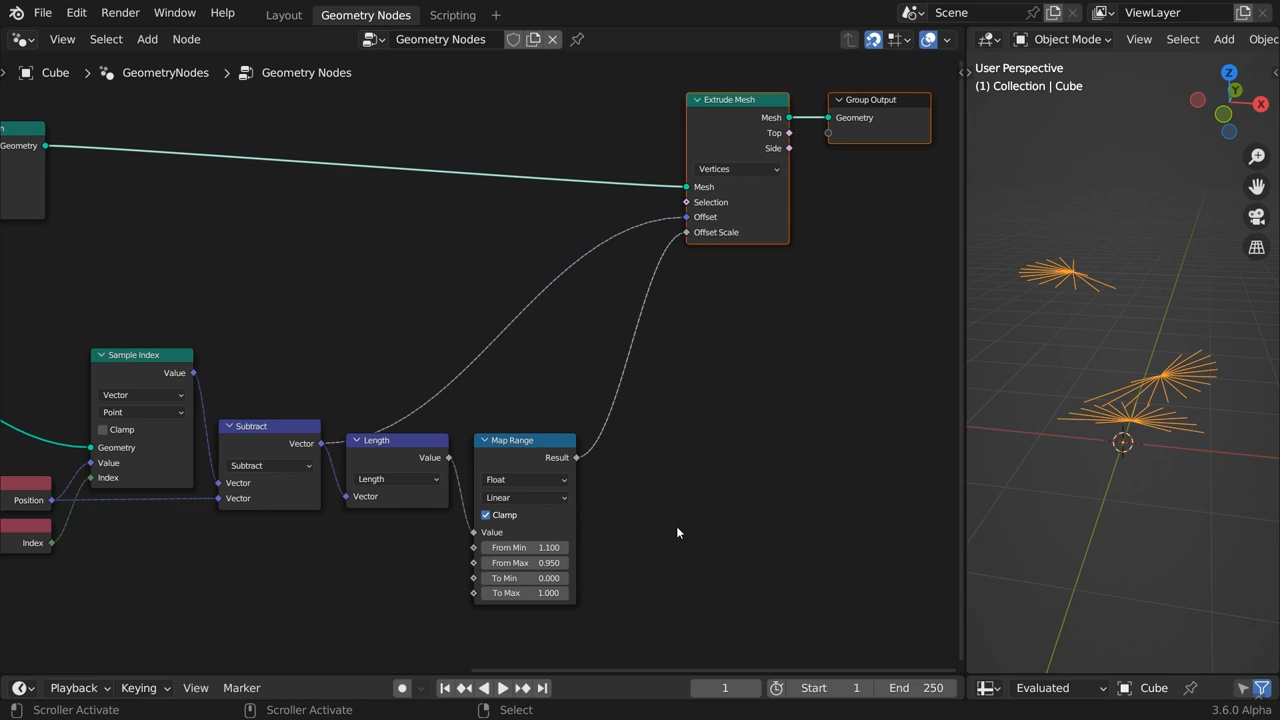 File Edit Render Window Help Layout Geometry Nodes Scripting Scene ViewLayer
View Select Add Node Geometry Nodes Object Mode View Select Add Objec
Cube GeometryNodes Geometry Nodes
User Perspective
(1) Collection | Cube
Z
Y
X
Extrude Mesh
Mesh
Top
Side
Vertices
Mesh
Selection
Offset
Offset Scale
Group Output
Geometry
n
Geometry
Sample Index
Value
Vector
Point
Clamp
Geometry
Value
Index
Position
Index
Subtract
Vector
Subtract
Vector
Vector
Length
Value
Length
Vector
Map Range
Result
Float
Linear
Clamp
Value
From Min 1.100
From Max 0.950
To Min 0.000
To Max 1.000
Playback Keying View Marker 1 Start 1 End 250 Evaluated Cube
Scroller Activate Scroller Activate Select 3.6.0 Alpha